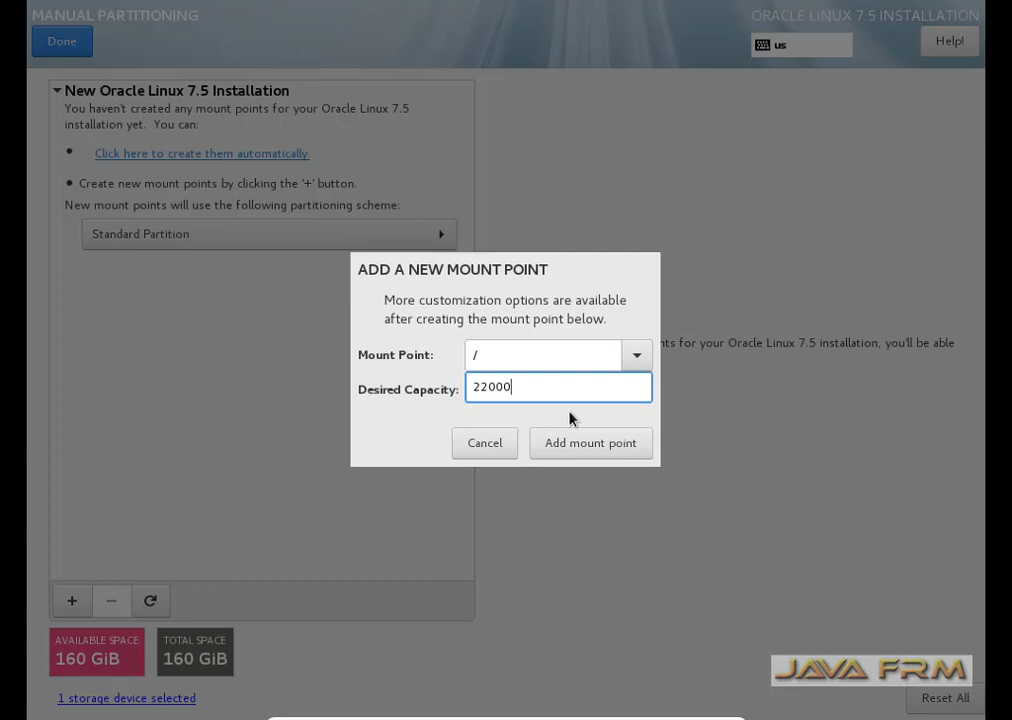 MANUAL PARTITIONING
ORACLE LINUX 7.5 INSTALLATION
Done
us
Help!
New Oracle Linux 7.5 Installation
You haven't created any mount points for your Oracle Linux 7.5
installation yet. You can:
• Click here to create them automatically.
• Create new mount points by clicking the '+' button.
New mount points will use the following partitioning scheme:
Standard Partition
ADD A NEW MOUNT POINT
More customization options are available
after creating the mount point below.
Mount Point: /
Desired Capacity: 22000
Cancel
Add mount point
nts for your Oracle Linux 7.5 installation, you'll be able
+ −
AVAILABLE SPACE
160 GiB
TOTAL SPACE
160 GiB
JAVA FRM
1 storage device selected
Reset All